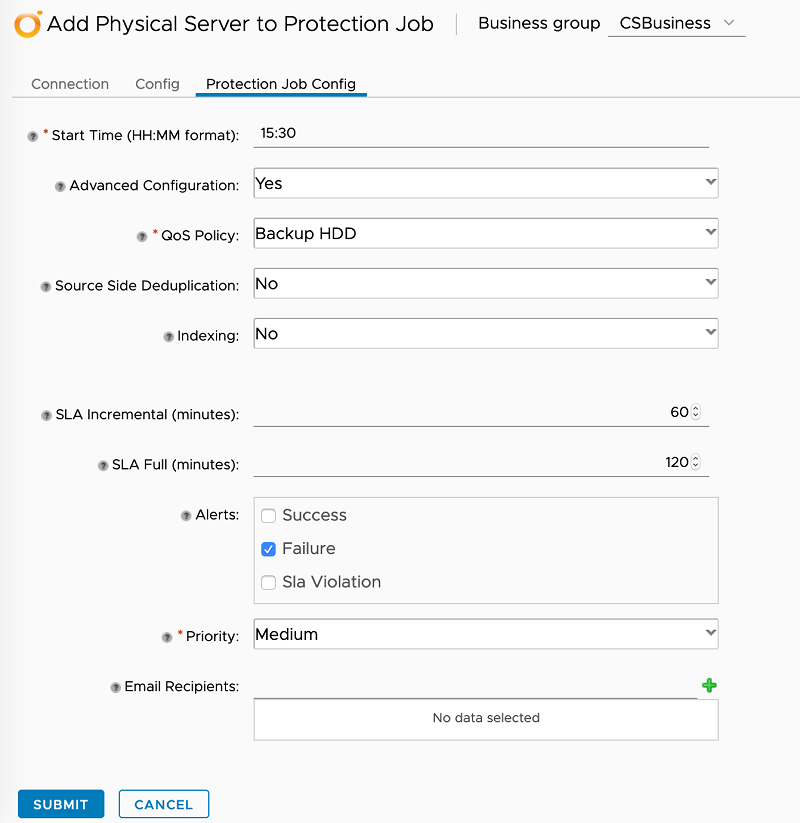 Add Physical Server to Protection Job
Business group CSBusiness
Connection Config Protection Job Config
? * Start Time (HH:MM format): 15:30
? Advanced Configuration: Yes
? * QoS Policy: Backup HDD
? Source Side Deduplication: No
? Indexing: No
? SLA Incremental (minutes): 60
? SLA Full (minutes): 120
? Alerts: Success
Failure
Sla Violation
? * Priority: Medium
? Email Recipients:
No data selected
SUBMIT CANCEL